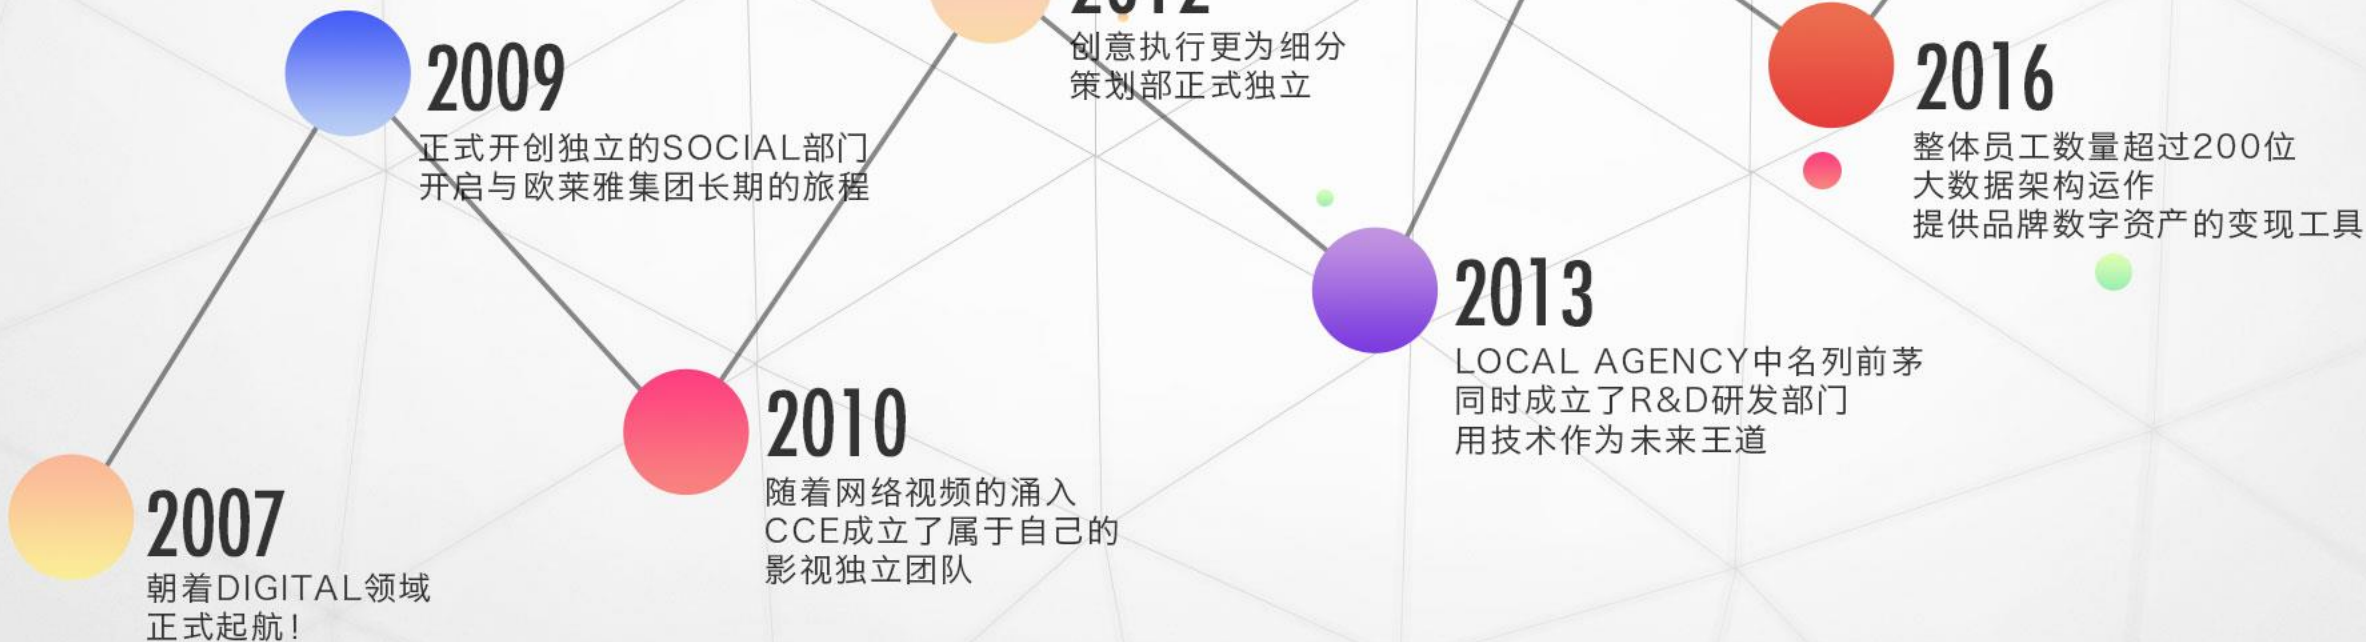 2007
朝着DIGITAL领域
正式起航!
2009
正式开创独立的SOCIAL部门
开启与欧莱雅集团长期的旅程
2010
随着网络视频的涌入
CCE成立了属于自己的
影视独立团队
2012
创意执行更为细分
策划部正式独立
2013
LOCAL AGENCY中名列前茅
同时成立了R&D研发部门
用技术作为未来王道
2016
整体员工数量超过200位
大数据架构运作
提供品牌数字资产的变现工具